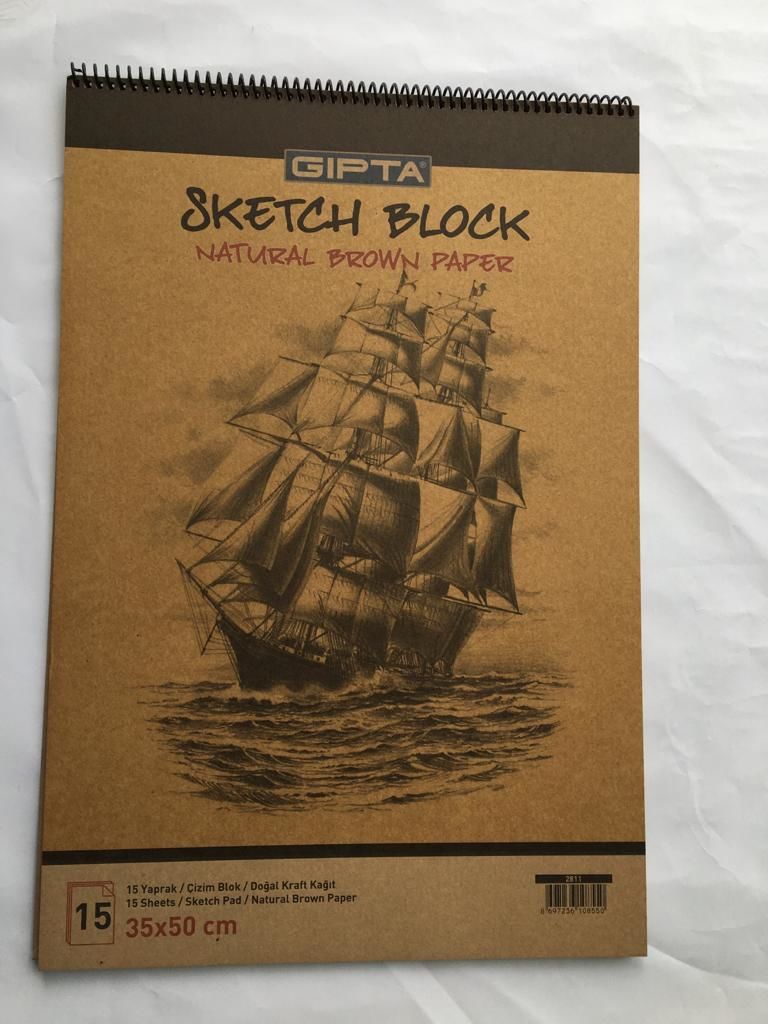 GIPTA®
SKETCH BLOCK
NATURAL BROWN PAPER
15
15 Yaprak / Çizim Blok / Doğal Kraft Kağıt
15 Sheets / Sketch Pad / Natural Brown Paper
35x50 cm
2811
8 697236 108550